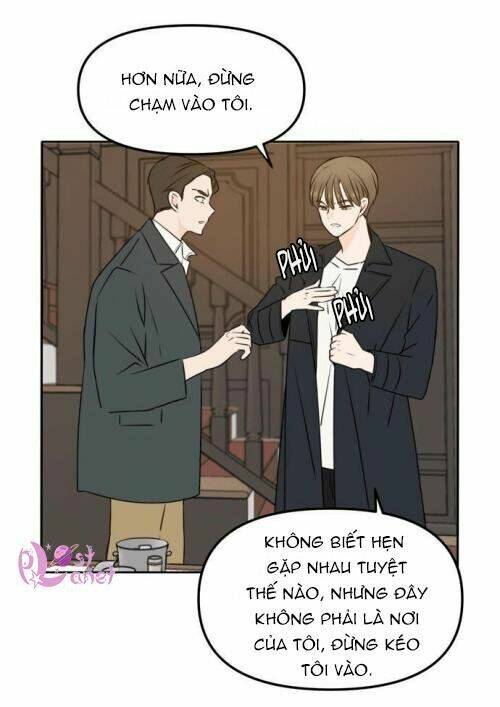 HƠN NỮA, ĐỪNG
CHẠM VÀO TÔI.
PHỦI
PHỦI
KHÔNG BIẾT HẸN
GẶP NHAU TUYỆT
THẾ NÀO, NHƯNG ĐÂY
KHÔNG PHẢI LÀ NƠI
CỦA TÔI, ĐỪNG KÉO
TÔI VÀO.